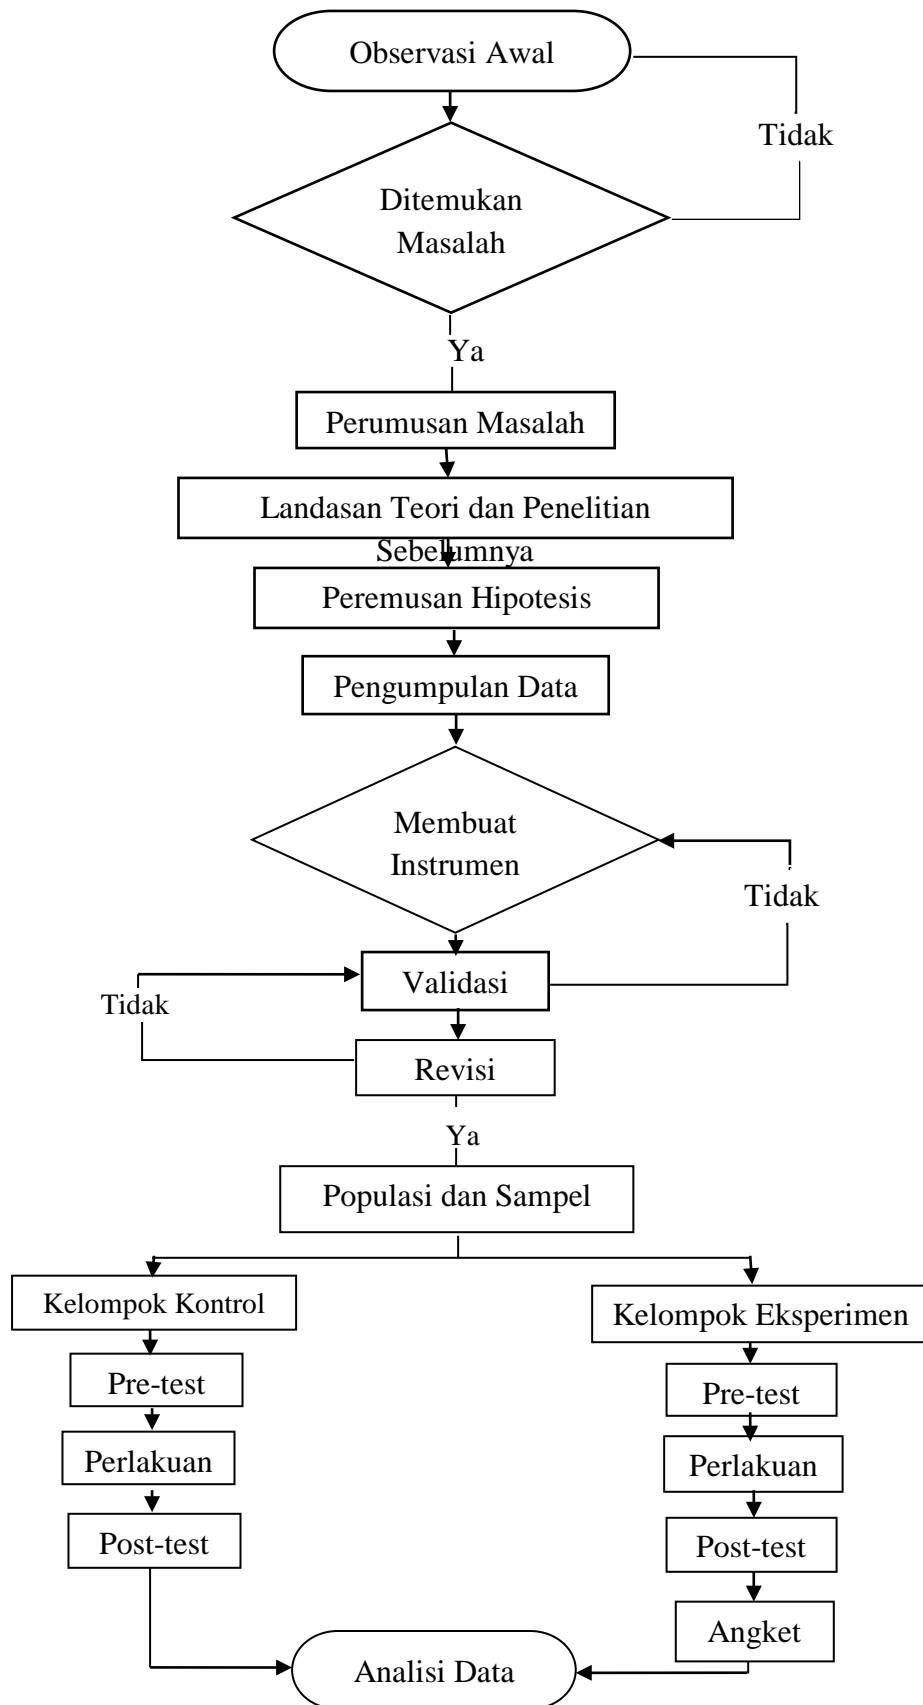 Observasi Awal
Tidak
Ditemukan
Masalah
Ya
Perumusan Masalah
Landasan Teori dan Penelitian
Sebelumnya
Peremusan Hipotesis
Pengumpulan Data
Membuat
Instrumen
Tidak
Validasi
Tidak
Revisi
Ya
Populasi dan Sampel
Kelompok Kontrol
Kelompok Eksperimen
Pre-test
Pre-test
Perlakuan
Perlakuan
Post-test
Post-test
Angket
Analisi Data